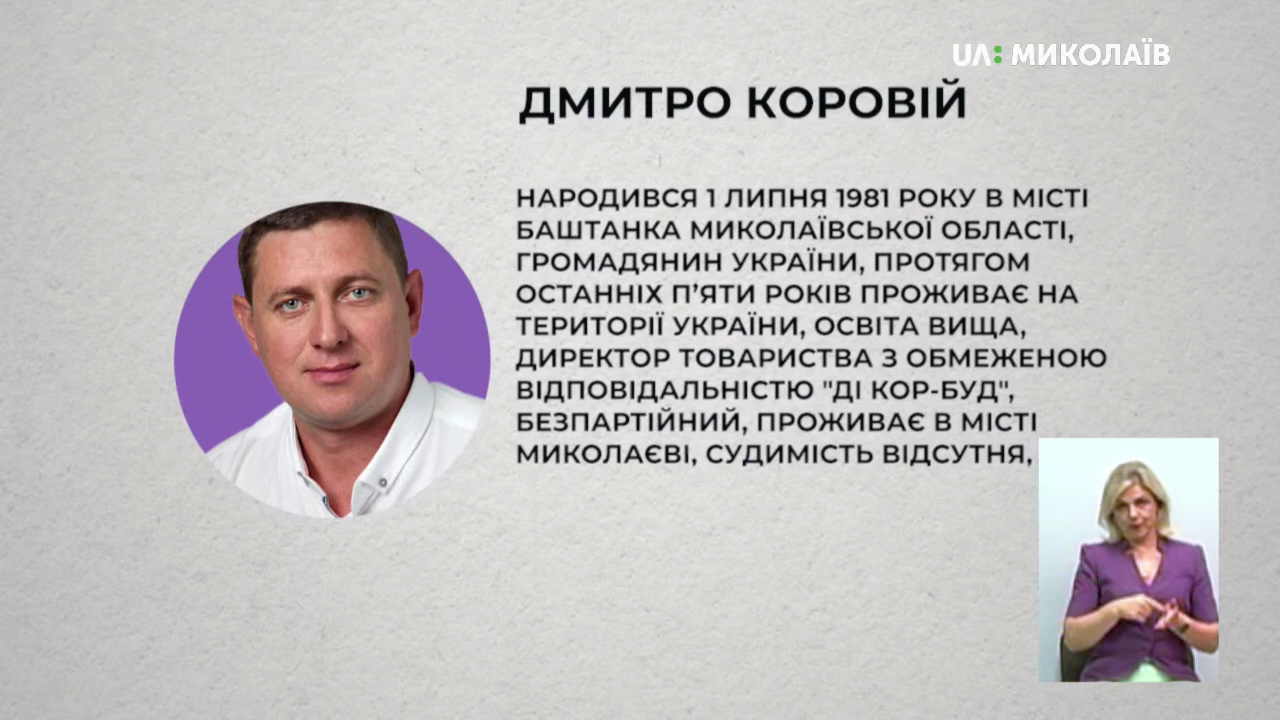 UA: МИКОЛАЇВ
ДМИТРО КОРОВІЙ
НАРОДИВСЯ 1 ЛИПНЯ 1981 РОКУ В МІСТІ
БАШТАНКА МИКОЛАЇВСЬКОЇ ОБЛАСТІ,
ГРОМАДЯНИН УКРАЇНИ, ПРОТЯГОМ
ОСТАННІХ П’ЯТИ РОКІВ ПРОЖИВАЄ НА
ТЕРИТОРІЇ УКРАЇНИ, ОСВІТА ВИЩА,
ДИРЕКТОР ТОВАРИСТВА З ОБМЕЖЕНОЮ
ВІДПОВІДАЛЬНІСТЮ "ДІ КОР-БУД",
БЕЗПАРТІЙНИЙ, ПРОЖИВАЄ В МІСТІ
МИКОЛАЄВІ, СУДИМІСТЬ ВІДСУТНЯ,